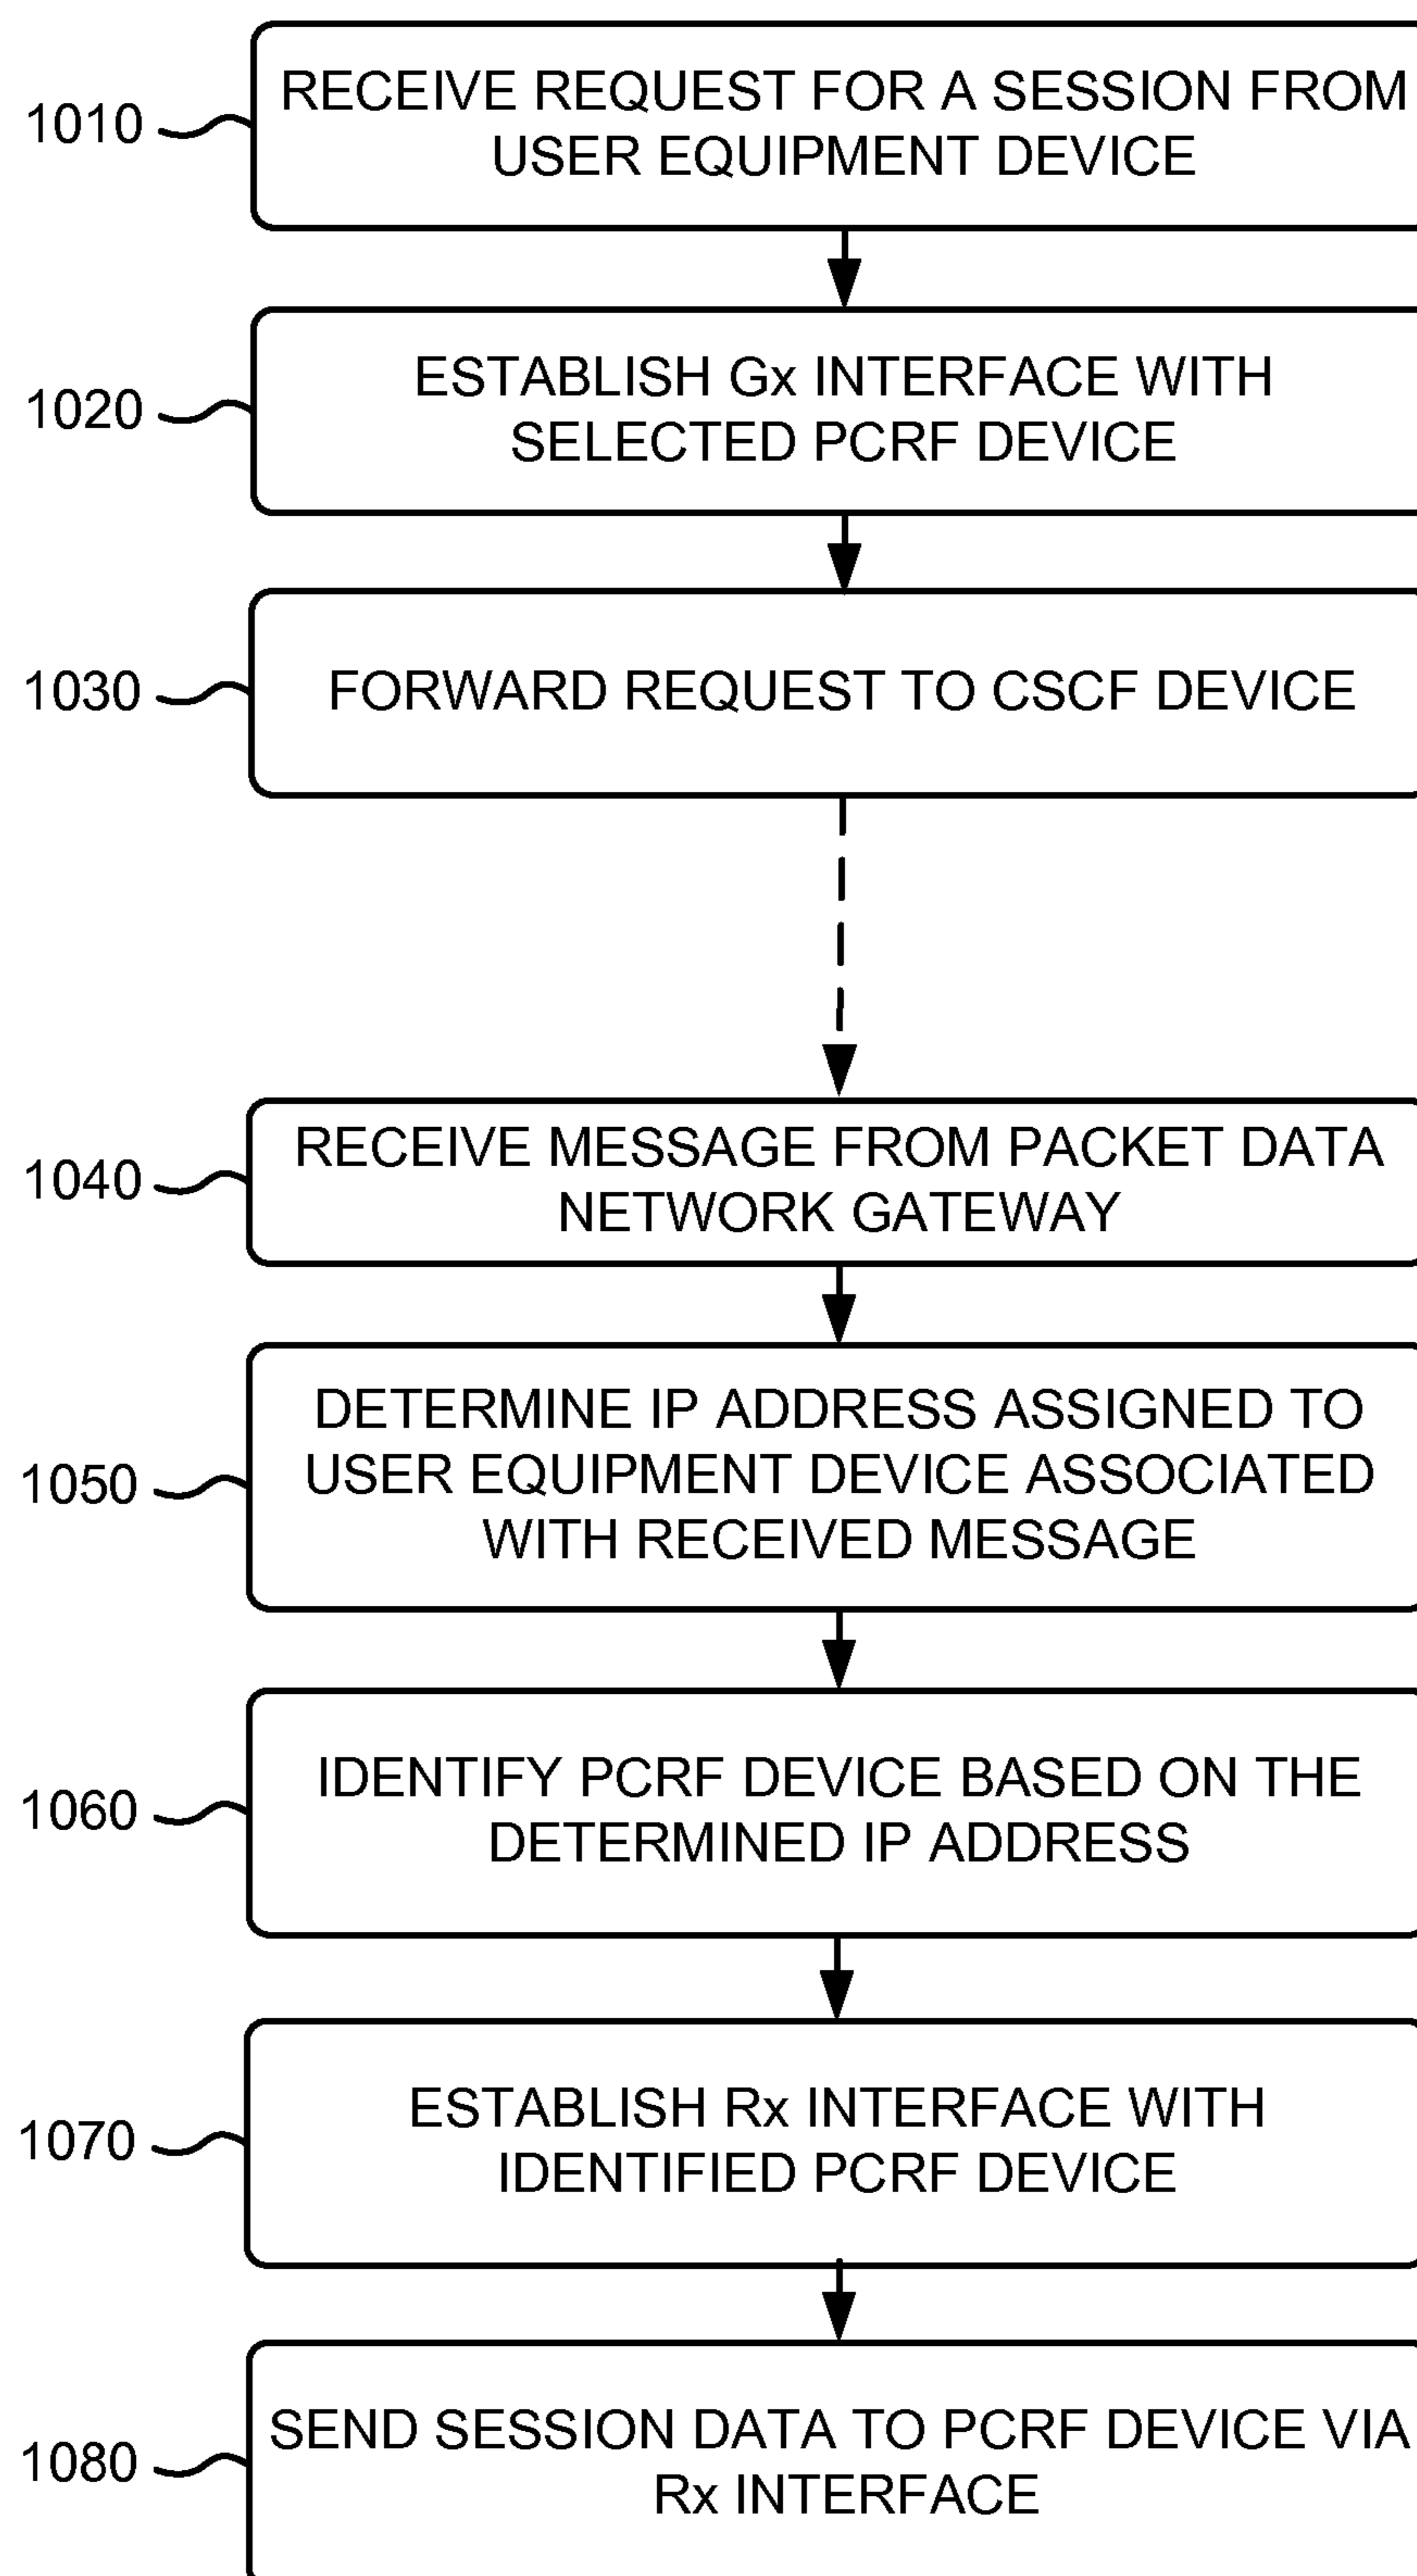 1010
RECEIVE REQUEST FOR A SESSION FROM
USER EQUIPMENT DEVICE
1020
ESTABLISH Gx INTERFACE WITH
SELECTED PCRF DEVICE
1030
FORWARD REQUEST TO CSCF DEVICE
1040
RECEIVE MESSAGE FROM PACKET DATA
NETWORK GATEWAY
1050
DETERMINE IP ADDRESS ASSIGNED TO
USER EQUIPMENT DEVICE ASSOCIATED
WITH RECEIVED MESSAGE
1060
IDENTIFY PCRF DEVICE BASED ON THE
DETERMINED IP ADDRESS
1070
ESTABLISH Rx INTERFACE WITH
IDENTIFIED PCRF DEVICE
1080
SEND SESSION DATA TO PCRF DEVICE VIA
Rx INTERFACE